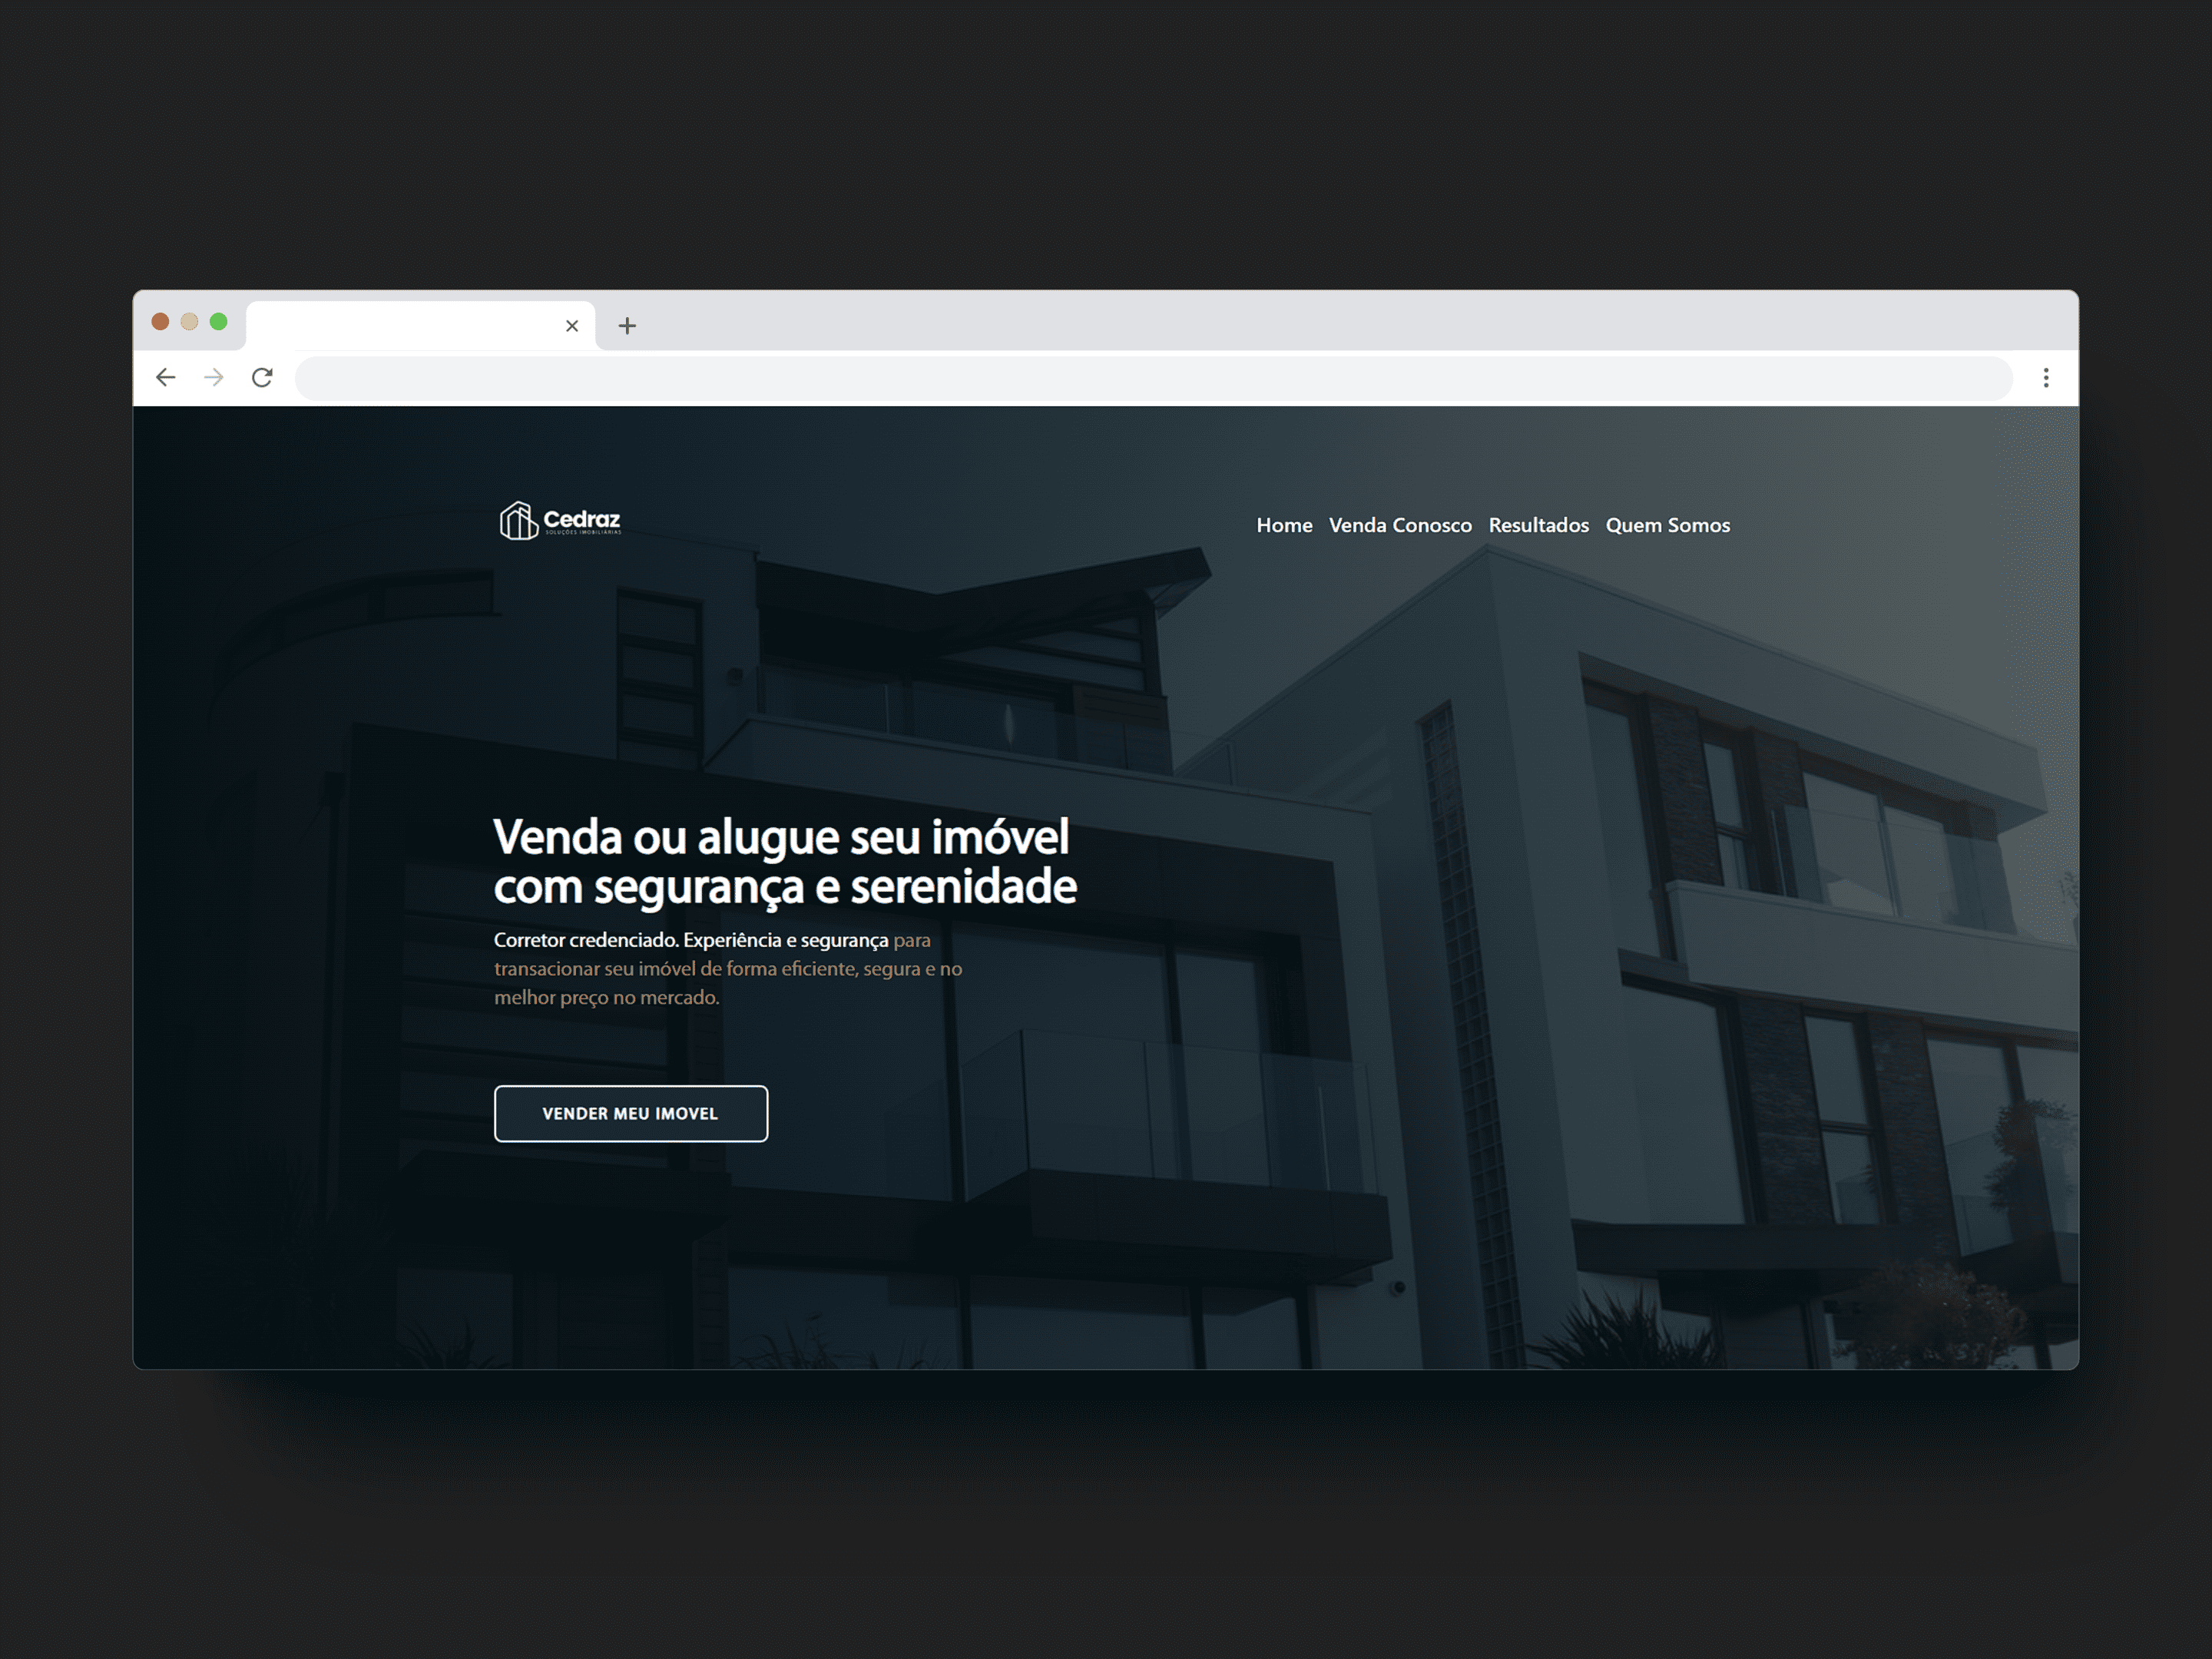 Cedraz
SOLUÇÕES IMOBILIÁRIAS
Home Venda Conosco Resultados Quem Somos
Venda ou alugue seu imóvel
com segurança e serenidade
Corretor credenciado. Experiência e segurança para
transacionar seu imóvel de forma eficiente, segura e no
melhor preço no mercado.
VENDER MEU IMOVEL